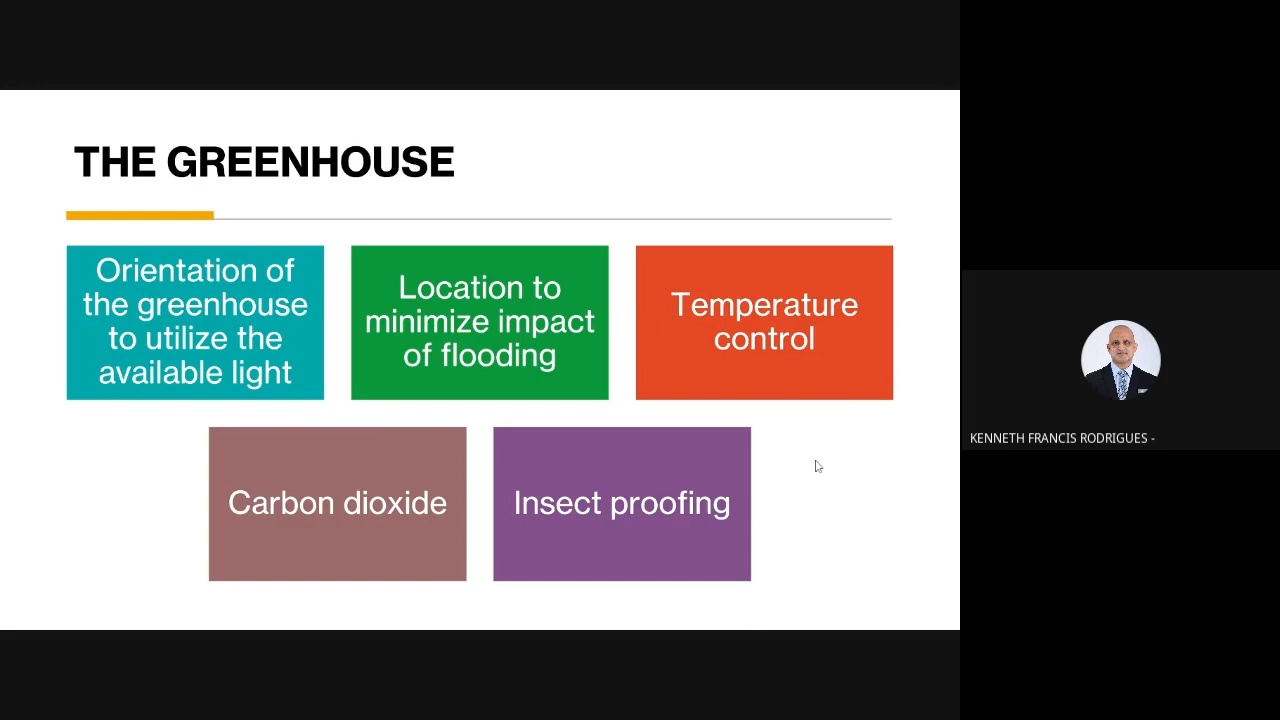 THE GREENHOUSE
Orientation of
the greenhouse
to utilize the
available light
Location to
minimize impact
of flooding
Temperature
control
Carbon dioxide
Insect proofing
KENNETH FRANCIS RODRIGUES -